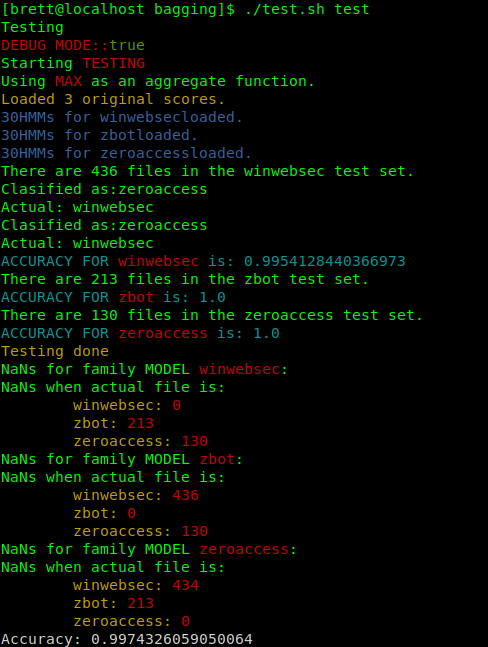 [brett@localhost bagging]$ ./test.sh test
Testing
DEBUG MODE::true
Starting TESTING
Using MAX as an aggregate function.
Loaded 3 original scores.
30HMMs for winwebsecloaded.
30HMMs for zbotloaded.
30HMMs for zeroaccessloaded.
There are 436 files in the winwebsec test set.
Clasified as:zeroaccess
Actual: winwebsec
Clasified as:zeroaccess
Actual: winwebsec
ACCURACY FOR winwebsec is: 0.9954128440366973
There are 213 files in the zbot test set.
ACCURACY FOR zbot is: 1.0
There are 130 files in the zeroaccess test set.
ACCURACY FOR zeroaccess is: 1.0
Testing done
NaNs for family MODEL winwebsec:
NaNs when actual file is:
        winwebsec: 0
        zbot: 213
        zeroaccess: 130
NaNs for family MODEL zbot:
NaNs when actual file is:
        winwebsec: 436
        zbot: 0
        zeroaccess: 130
NaNs for family MODEL zeroaccess:
NaNs when actual file is:
        winwebsec: 434
        zbot: 213
        zeroaccess: 0
Accuracy: 0.9974326059050064